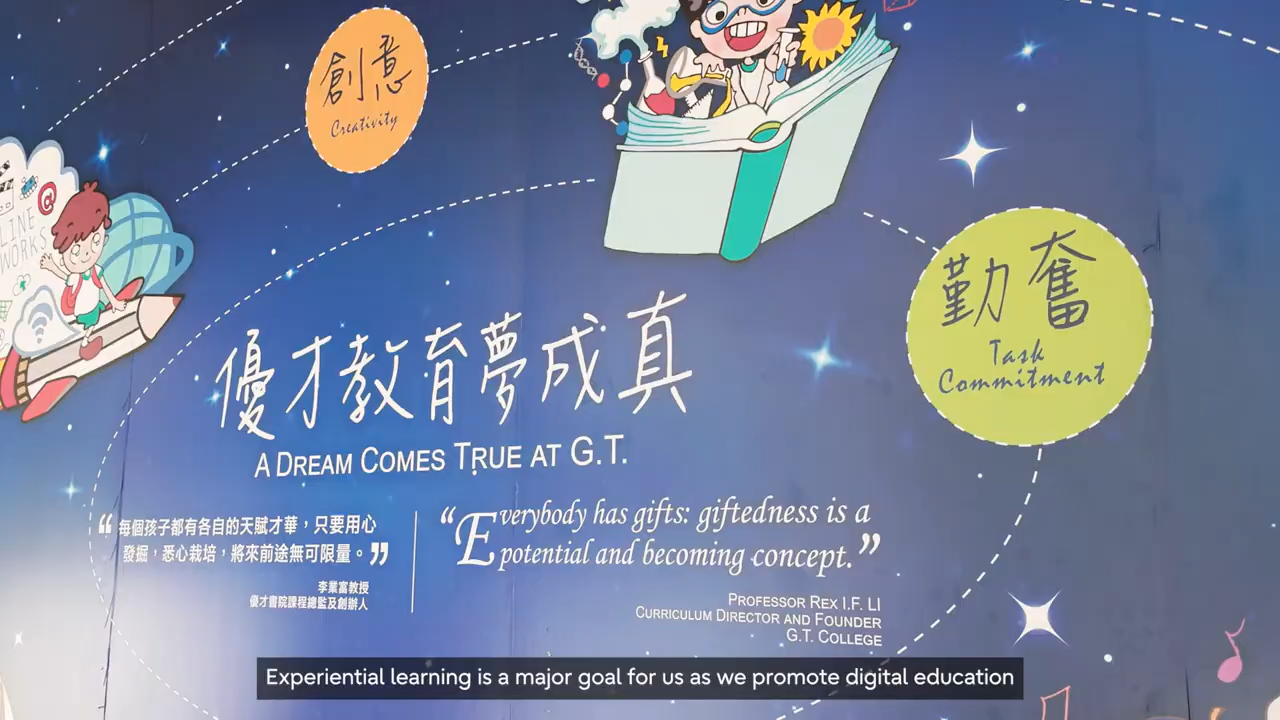 創意
Creativity
@
LINE
WORKS
勤奮
Task
Commitment
優才教育夢成真
A DREAM COMES TRUE AT G.T.
“每個孩子都有各自的天賦才華，只要用心
發掘，悉心栽培，將來前途無可限量。”
李業富教授
優才書院課程總監及創辦人
“Everybody has gifts: giftedness is a
potential and becoming concept.”
PROFESSOR REX I.F. LI
CURRICULUM DIRECTOR AND FOUNDER
G.T. COLLEGE
Experiential learning is a major goal for us as we promote digital education